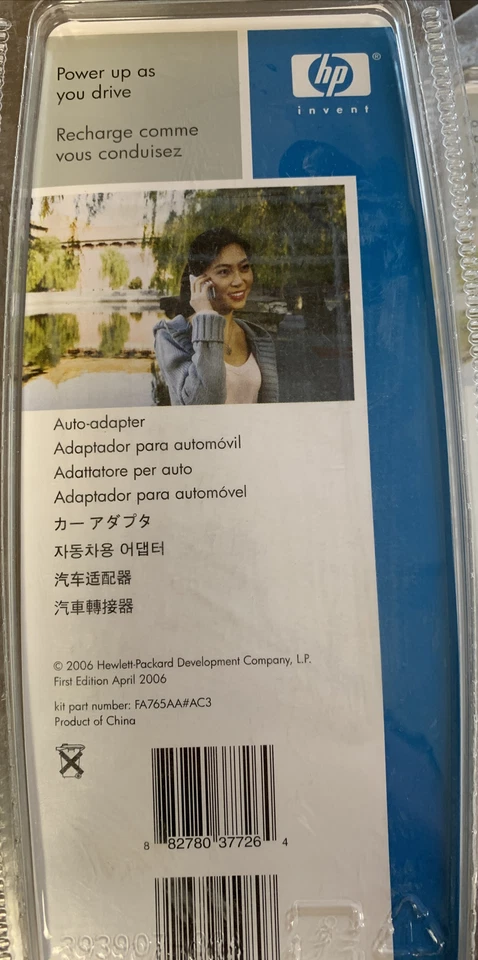 Power up as
you drive
Recharge comme
vous conduisez
hp®
invent
Auto-adapter
Adaptador para automóvil
Adattatore per auto
Adaptador para automóvel
カー アダプタ
자동차용 어댑터
汽车适配器
汽車轉接器
© 2006 Hewlett-Packard Development Company, L.P.
First Edition April 2006
kit part number: FA765AA#AC3
Product of China
8 82780 37726 4